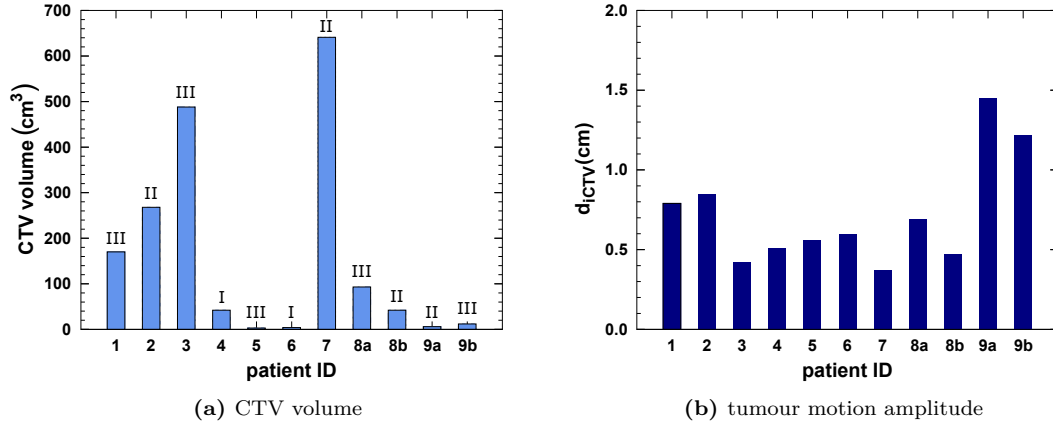 700
600
500
400
300
200
100
0
CTV volume (cm³)
III
II
III
I
III
I
II
III
II
II
III
1 2 3 4 5 6 7 8a 8b 9a 9b
patient ID
(a) CTV volume
2.0
1.5
1.0
0.5
0.0
d_iCTV(cm)
1 2 3 4 5 6 7 8a 8b 9a 9b
patient ID
(b) tumour motion amplitude